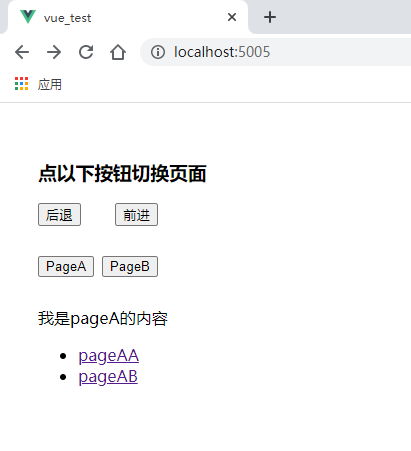 vue_test
localhost:5005
应用
点以下按钮切换页面
后退 前进
PageA PageB
我是pageA的内容
pageAA
pageAB